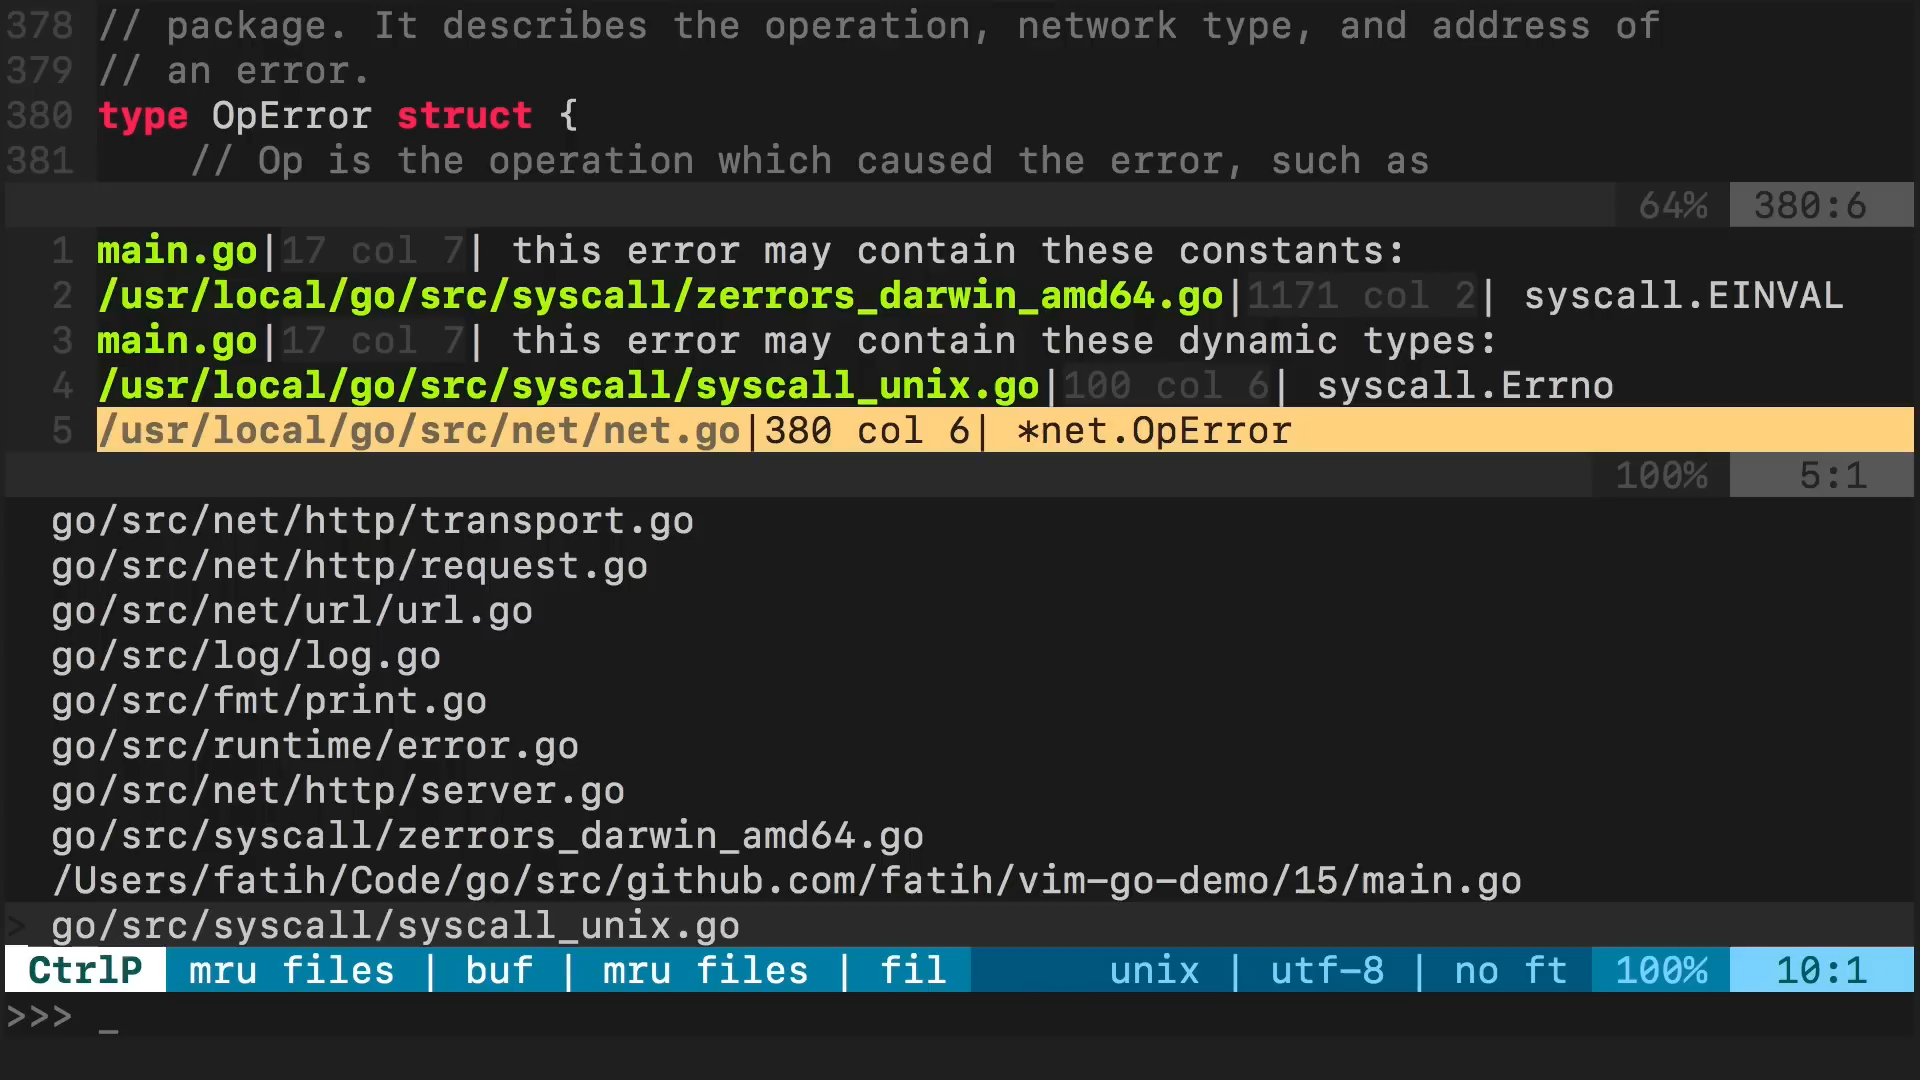 378 // package. It describes the operation, network type, and address of
379 // an error.
380 type OpError struct {
381 // Op is the operation which caused the error, such as
64% 380:6
1 main.go|17 col 7| this error may contain these constants:
2 /usr/local/go/src/syscall/zerrors_darwin_amd64.go|1171 col 2| syscall.EINVAL
3 main.go|17 col 7| this error may contain these dynamic types:
4 /usr/local/go/src/syscall/syscall_unix.go|100 col 6| syscall.Errno
5 /usr/local/go/src/net/net.go|380 col 6| *net.OpError
100% 5:1
go/src/net/http/transport.go
go/src/net/http/request.go
go/src/net/url/url.go
go/src/log/log.go
go/src/fmt/print.go
go/src/runtime/error.go
go/src/net/http/server.go
go/src/syscall/zerrors_darwin_amd64.go
/Users/fatih/Code/go/src/github.com/fatih/vim-go-demo/15/main.go
> go/src/syscall/syscall_unix.go
CtrlP mru files | buf | mru files | fil unix | utf-8 | no ft 100% 10:1
>>> _